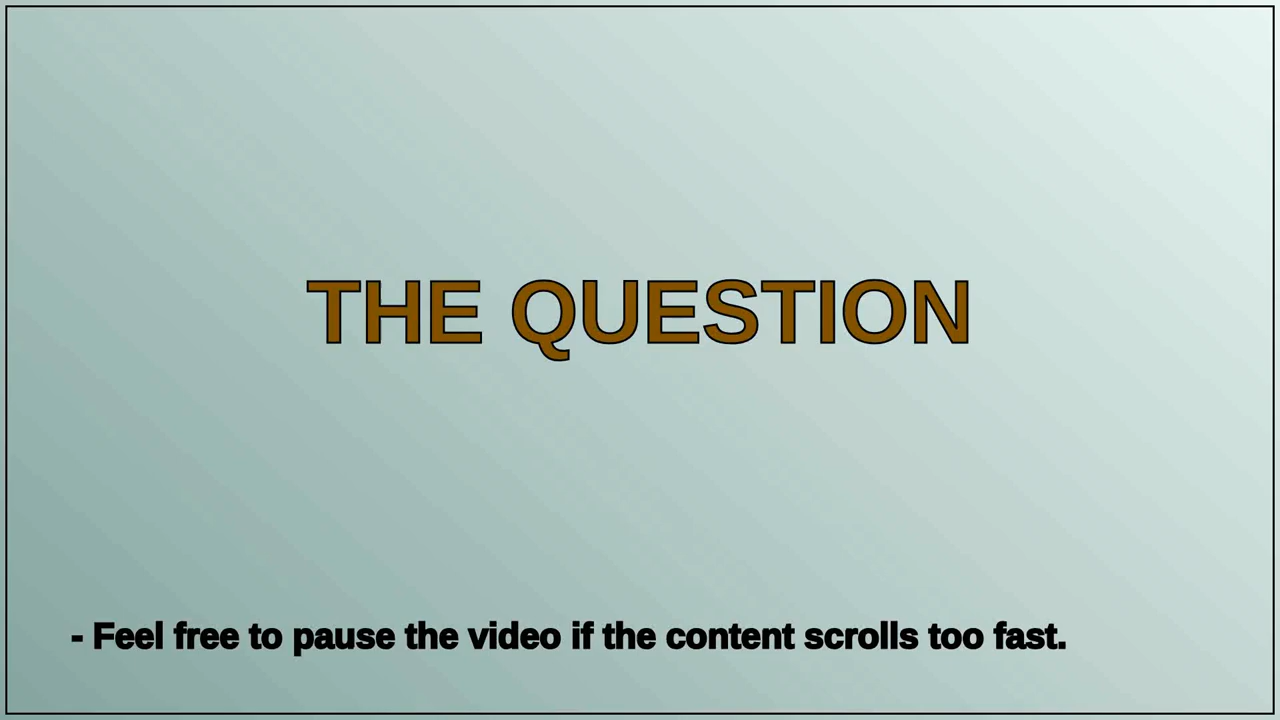 THE QUESTION
- Feel free to pause the video if the content scrolls too fast.